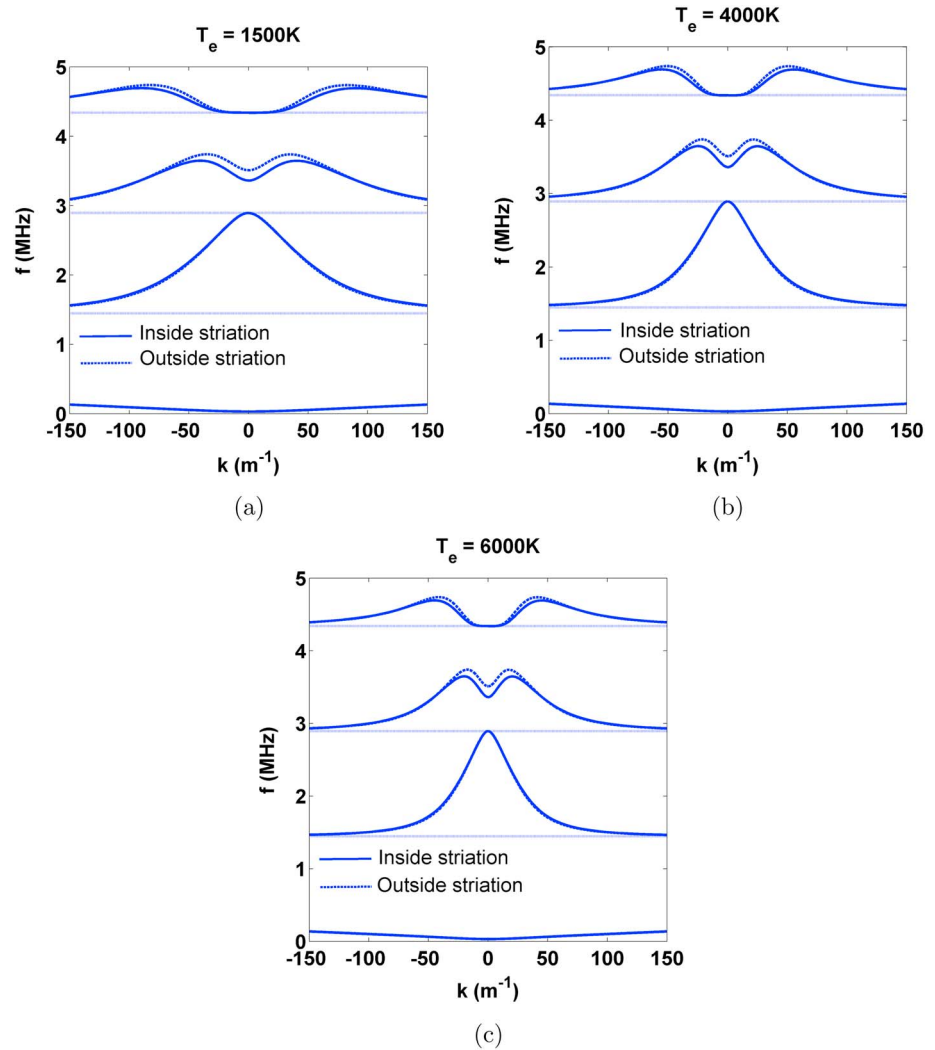 T_e = 1500K
5
4
3
2
1
0
f (MHz)
Inside striation
Outside striation
-150 -100 -50 0 50 100 150
k (m⁻¹)
(a)
T_e = 4000K
5
4
3
2
1
0
f (MHz)
Inside striation
Outside striation
-150 -100 -50 0 50 100 150
k (m⁻¹)
(b)
T_e = 6000K
5
4
3
2
1
0
f (MHz)
Inside striation
Outside striation
-150 -100 -50 0 50 100 150
k (m⁻¹)
(c)